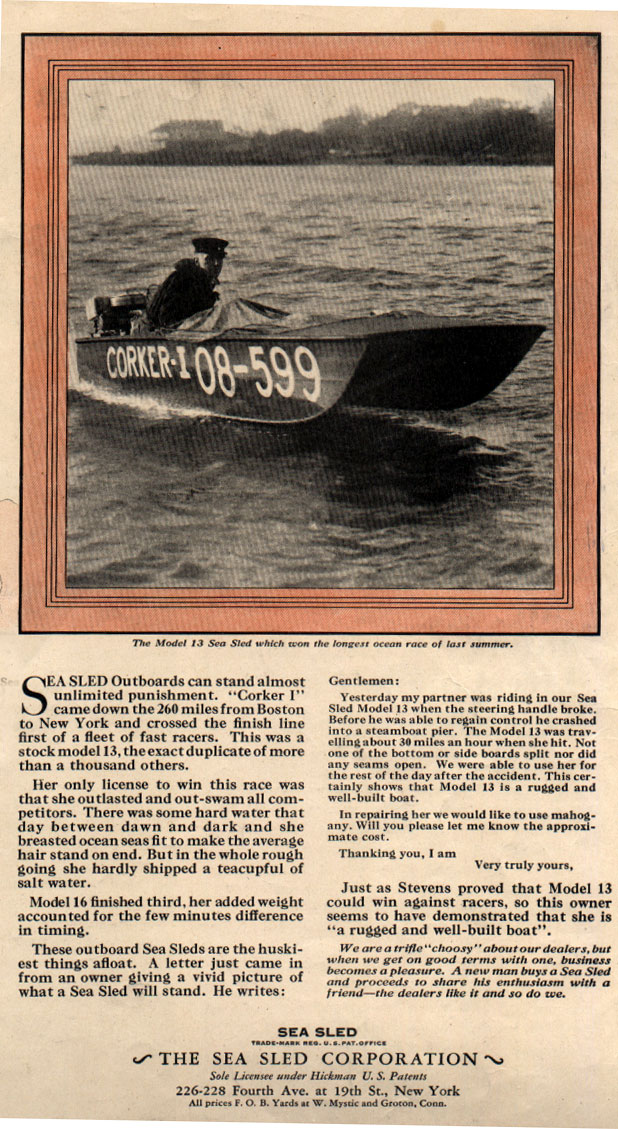 CORKER-I 08-599
The Model 13 Sea Sled which won the longest ocean race of last summer.
SEA SLED Outboards can stand almost
unlimited punishment. "Corker I"
came down the 260 miles from Boston
to New York and crossed the finish line
first of a fleet of fast racers. This was a
stock model 13, the exact duplicate of more
than a thousand others.
Her only license to win this race was
that she outlasted and out-swam all com-
petitors. There was some hard water that
day between dawn and dark and she
breasted ocean seas fit to make the average
hair stand on end. But in the whole rough
going she hardly shipped a teacupful of
salt water.
Model 16 finished third, her added weight
accounted for the few minutes difference
in timing.
These outboard Sea Sleds are the huski-
est things afloat. A letter just came in
from an owner giving a vivid picture of
what a Sea Sled will stand. He writes:
Gentlemen:
Yesterday my partner was riding in our Sea
Sled Model 13 when the steering handle broke.
Before he was able to regain control he crashed
into a steamboat pier. The Model 13 was trav-
elling about 30 miles an hour when she hit. Not
one of the bottom or side boards split nor did
any seams open. We were able to use her for
the rest of the day after the accident. This cer-
tainly shows that Model 13 is a rugged and
well-built boat.
In repairing her we would like to use mahog-
any. Will you please let me know the approxi-
mate cost.
Thanking you, I am
Very truly yours,
Just as Stevens proved that Model 13
could win against racers, so this owner
seems to have demonstrated that she is
"a rugged and well-built boat".
We are a trifle "choosy" about our dealers, but
when we get on good terms with one, business
becomes a pleasure. A new man buys a Sea Sled
and proceeds to share his enthusiasm with a
friend—the dealers like it and so do we.
SEA SLED
TRADE-MARK REG. U.S. PAT. OFFICE
THE SEA SLED CORPORATION
Sole Licensee under Hickman U. S. Patents
226-228 Fourth Ave. at 19th St., New York
All prices F. O. B. Yards at W. Mystic and Groton, Conn.